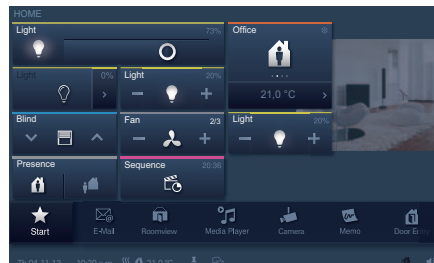 HOME
Light 73% Office
Light 0% Light 20%
21,0 °C
Blind Fan 2/3 Light 20%
Presence Sequence 20:36
Start E-Mail Roomview Media Player Camera Memo Door Entry